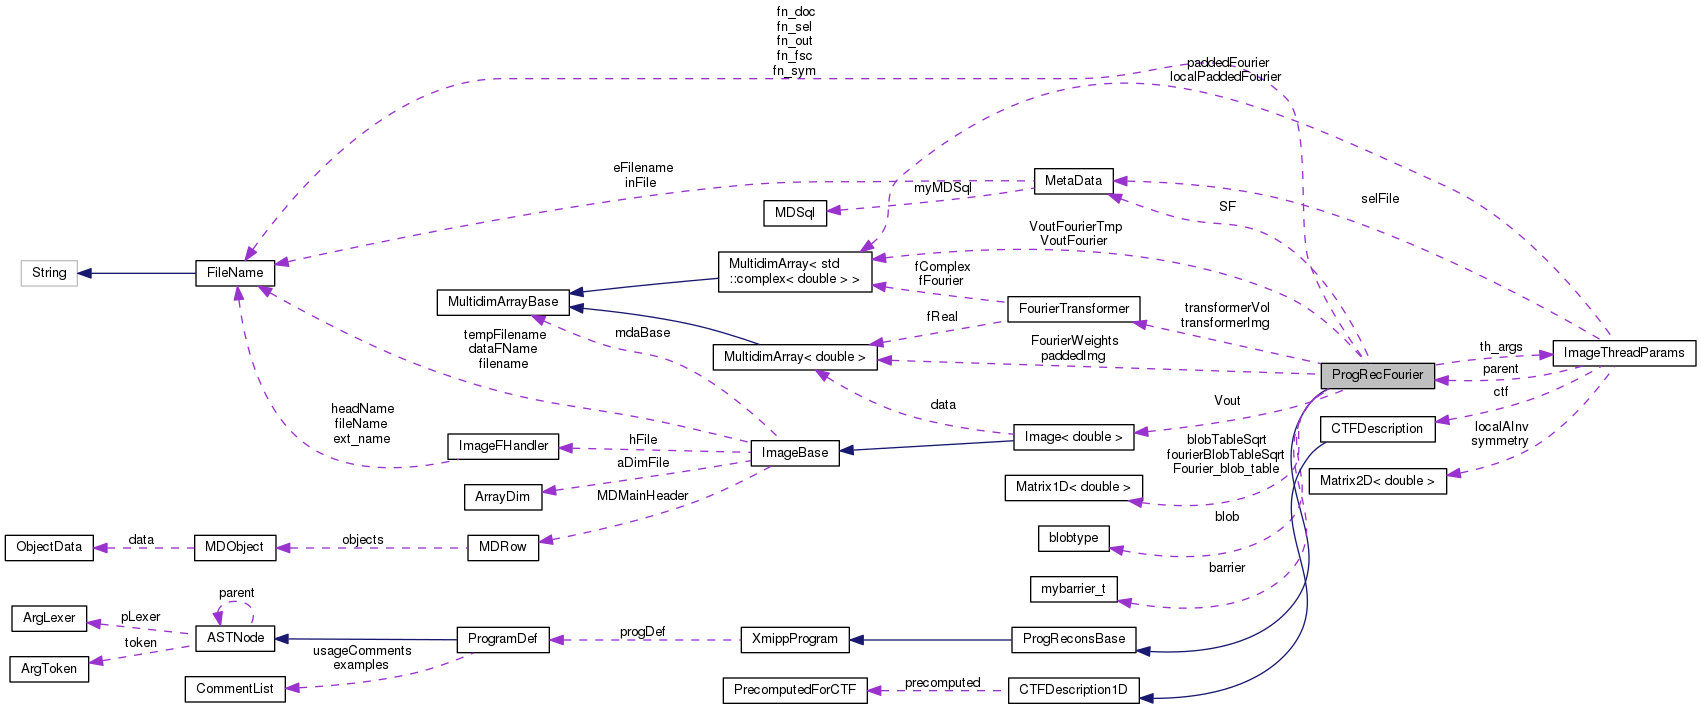 fn_doc
fn_sel
fn_out
fn_fsc
fn_sym
paddedFourier
localPaddedFourier
eFilename
inFile
MetaData
myMDSql
MDSql
selFile
SF
VoutFourierTmp
VoutFourier
String
FileName
MultidimArray< std
::complex< double > >
fComplex
fFourier
MultidimArrayBase
FourierTransformer
transformerVol
transformerImg
fReal
mdaBase
tempFilename
dataFName
filename
MultidimArray< double >
FourierWeights
paddedImg
th_args
ImageThreadParams
parent
ProgRecFourier
ctf
data
Vout
headName
fileName
ext_name
ImageFHandler
hFile
ImageBase
Image< double >
CTFDescription
localAInv
symmetry
blobTableSqrt
fourierBlobTableSqrt
Fourier_blob_table
aDimFile
ArrayDim
MDMainHeader
Matrix1D< double >
Matrix2D< double >
blob
ObjectData
data
MDObject
objects
MDRow
blobtype
barrier
mybarrier_t
parent
ArgLexer
pLexer
ASTNode
token
ArgToken
ProgramDef
progDef
XmippProgram
ProgReconsBase
usageComments
examples
CommentList
PrecomputedForCTF
precomputed
CTFDescription1D